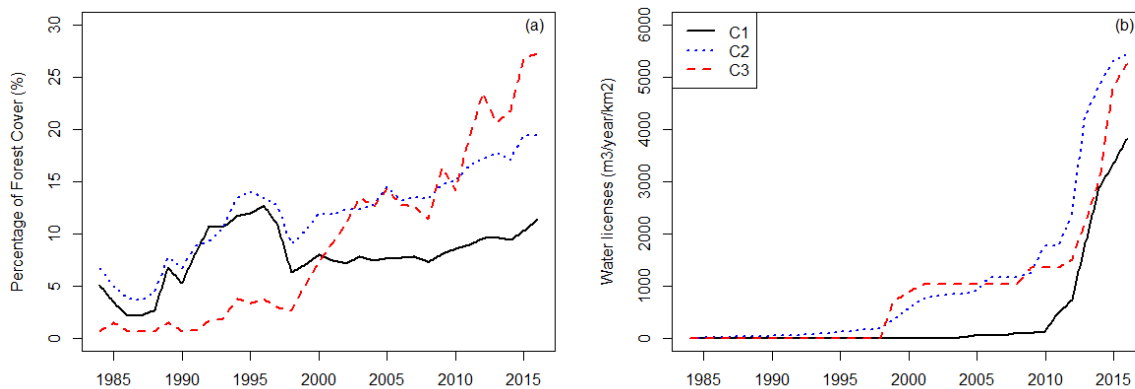 (a)
Percentage of Forest Cover (%)
30
25
20
15
10
5
0
1985 1990 1995 2000 2005 2010 2015
(b)
C1
C2
C3
Water licenses (m3/year/km2)
6000
5000
4000
3000
2000
1000
0
1985 1990 1995 2000 2005 2010 2015